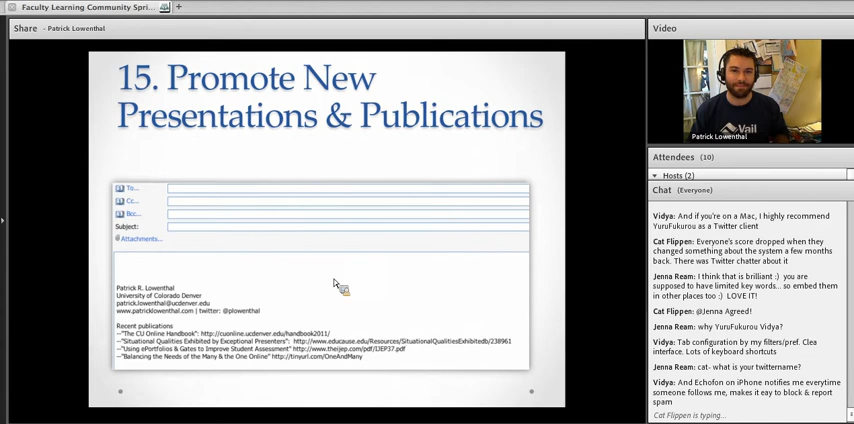 Faculty Learning Community Spri...
Share - Patrick Lowenthal
15. Promote New
Presentations & Publications
To...
Cc...
Bcc...
Subject:
Attachments...
Patrick R. Lowenthal
University of Colorado Denver
patrick.lowenthal@ucdenver.edu
www.patricklowenthal.com | twitter: @plowenthal
Recent publications
--"The CU Online Handbook": http://cuonline.ucdenver.edu/handbook2011/
--"Situational Qualities Exhibited by Exceptional Presenters": http://www.educause.edu/Resources/SituationalQualitiesExhibitedb/238961
--"Using ePortfolios & Gates to Improve Student Assessment" http://www.theijep.com/pdf/IJEP37.pdf
--"Balancing the Needs of the Many & the One Online" http://tinyurl.com/OneAndMany
Video
Vail
Patrick Lowenthal
Attendees (10)
Hosts (2)
Chat (Everyone)
Vidya: And if you're on a Mac, I highly recommend
YuruFukurou as a Twitter client
Cat Flippen: Everyone's score dropped when they
changed something about the system a few months
back. There was Twitter chatter about it
Jenna Ream: I think that is brilliant :) you are
supposed to have limited key words... so embed them
in other places too :) LOVE IT!
Cat Flippen: @Jenna Agreed!
Jenna Ream: why YuruFukurou Vidya?
Vidya: Tab configuration by my filters/pref. Clea
interface. Lots of keyboard shortcuts
Jenna Ream: cat- what is your twittername?
Vidya: And Echofon on iPhone notifies me everytime
someone follows me, makes it eay to block & report
spam
Cat Flippen is typing...